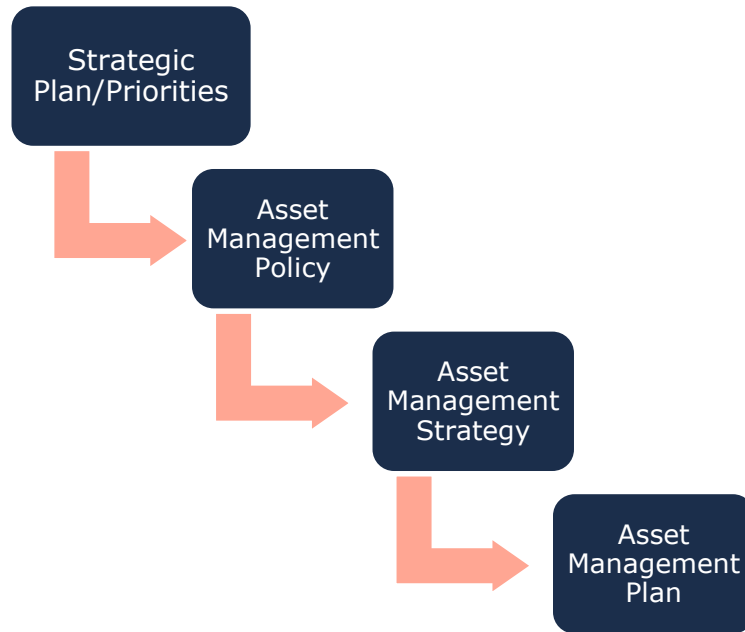 Strategic
Plan/Priorities
Asset
Management
Policy
Asset
Management
Strategy
Asset
Management
Plan